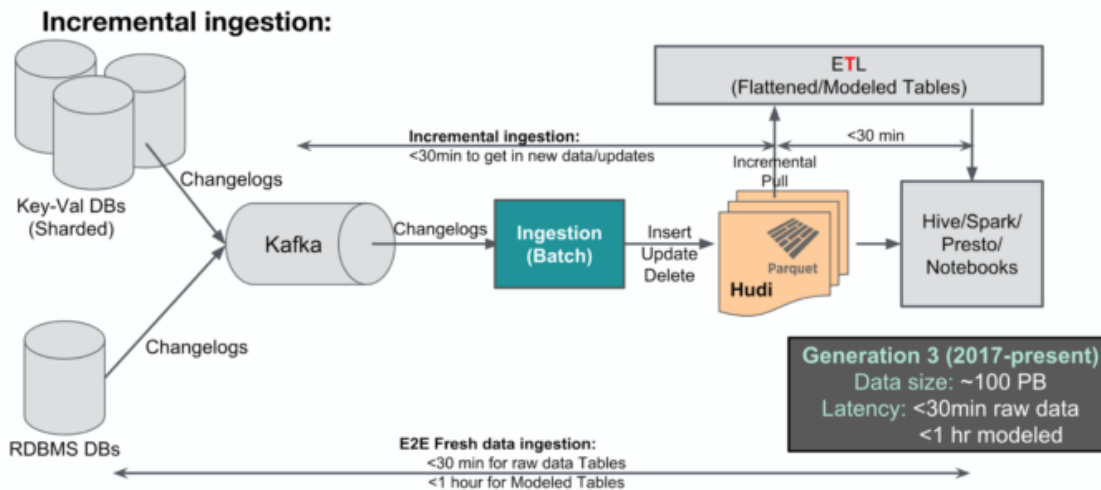 Incremental ingestion:
ETL
(Flattened/Modeled Tables)
Incremental ingestion:
<30min to get in new data/updates
<30 min
Incremental
Pull
Changelogs
Key-Val DBs
(Sharded)
Kafka
Changelogs
Ingestion
(Batch)
Insert
Update
Delete
Parquet
Hudi
Hive/Spark/
Presto/
Notebooks
Changelogs
RDBMS DBs
Generation 3 (2017-present)
Data size: ~100 PB
Latency: <30min raw data
<1 hr modeled
E2E Fresh data ingestion:
<30 min for raw data Tables
<1 hour for Modeled Tables